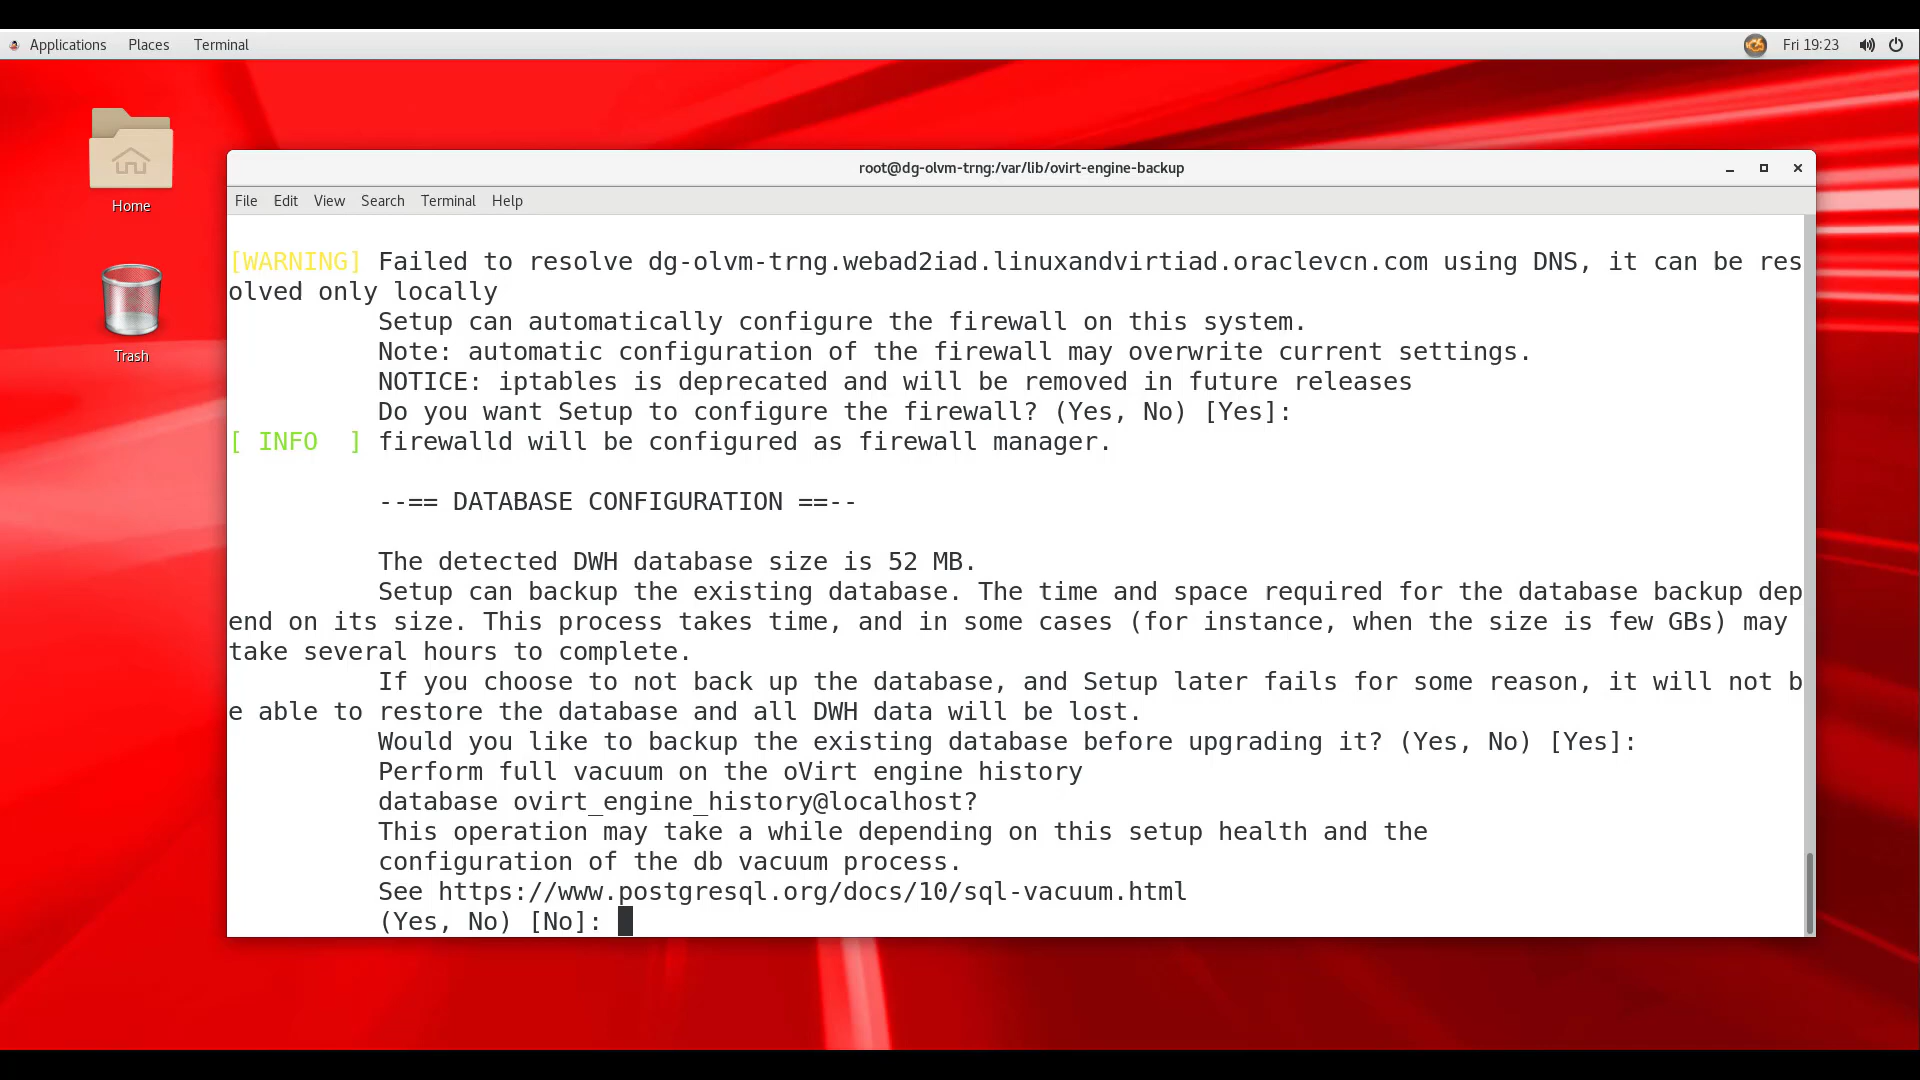 Applications Places Terminal Fri 19:23
Home
Trash
root@dg-olvm-trng:/var/lib/ovirt-engine-backup
File Edit View Search Terminal Help
[WARNING] Failed to resolve dg-olvm-trng.webad2iad.linuxandvirtiad.oraclevcn.com using DNS, it can be res
olved only locally
Setup can automatically configure the firewall on this system.
Note: automatic configuration of the firewall may overwrite current settings.
NOTICE: iptables is deprecated and will be removed in future releases
Do you want Setup to configure the firewall? (Yes, No) [Yes]:
[ INFO  ] firewalld will be configured as firewall manager.
--== DATABASE CONFIGURATION ==--
The detected DWH database size is 52 MB.
Setup can backup the existing database. The time and space required for the database backup dep
end on its size. This process takes time, and in some cases (for instance, when the size is few GBs) may
take several hours to complete.
If you choose to not back up the database, and Setup later fails for some reason, it will not b
e able to restore the database and all DWH data will be lost.
Would you like to backup the existing database before upgrading it? (Yes, No) [Yes]:
Perform full vacuum on the oVirt engine history
database ovirt_engine_history@localhost?
This operation may take a while depending on this setup health and the
configuration of the db vacuum process.
See https://www.postgresql.org/docs/10/sql-vacuum.html
(Yes, No) [No]: